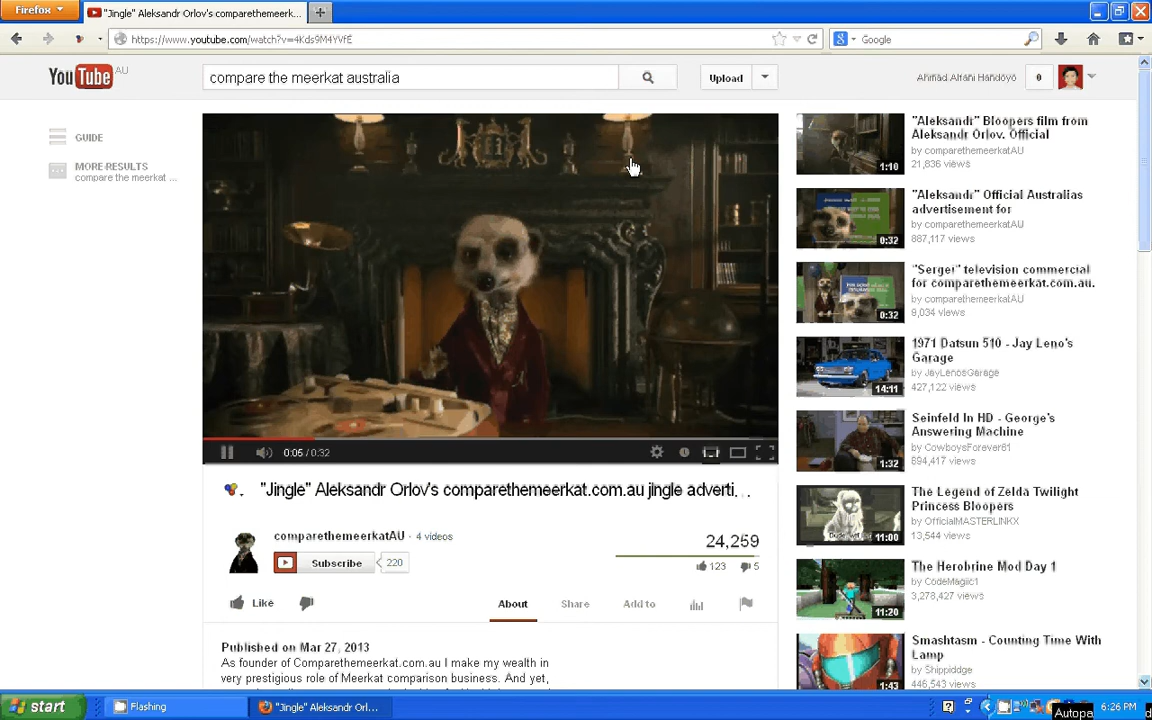 Firefox
"Jingle" Aleksandr Orlov's comparethemeerk...
https://www.youtube.com/watch?v=4Kds9M4YVfE
Google
YouTube AU
compare the meerkat australia
Upload
0
GUIDE
MORE RESULTS
compare the meerkat ...
0:05 / 0:32
"Jingle" Aleksandr Orlov's comparethemeerkat.com.au jingle adverti...
comparethemeerkatAU · 4 videos
Subscribe
220
24,259
123
5
Like
About
Share
Add to
Published on Mar 27, 2013
As founder of Comparethemeerkat.com.au I make my wealth in
very prestigious role of Meerkat comparison business. And yet,
1:10
"Aleksandr" Bloopers film from
Aleksandr Orlov. Official
by comparethemeerkatAU
21,836 views
0:32
"Aleksandr" Official Australias
advertisement for
by comparethemeerkatAU
887,117 views
0:32
"Sergei" television commercial
for comparethemeerkat.com.au.
by comparethemeerkatAU
9,034 views
14:11
1971 Datsun 510 - Jay Leno's
Garage
by JayLenosGarage
427,122 views
1:32
Seinfeld In HD - George's
Answering Machine
by CowboysForever81
894,417 views
11:00
The Legend of Zelda Twilight
Princess Bloopers
by OfficialMASTERLINKX
13,544 views
11:20
The Herobrine Mod Day 1
by CodeMagic1
3,278,427 views
1:43
Smashtasm - Counting Time With
Lamp
by Shippiddge
446,543 views
start
Flashing
"Jingle" Aleksandr Orl...
6:26 PM
Autopa